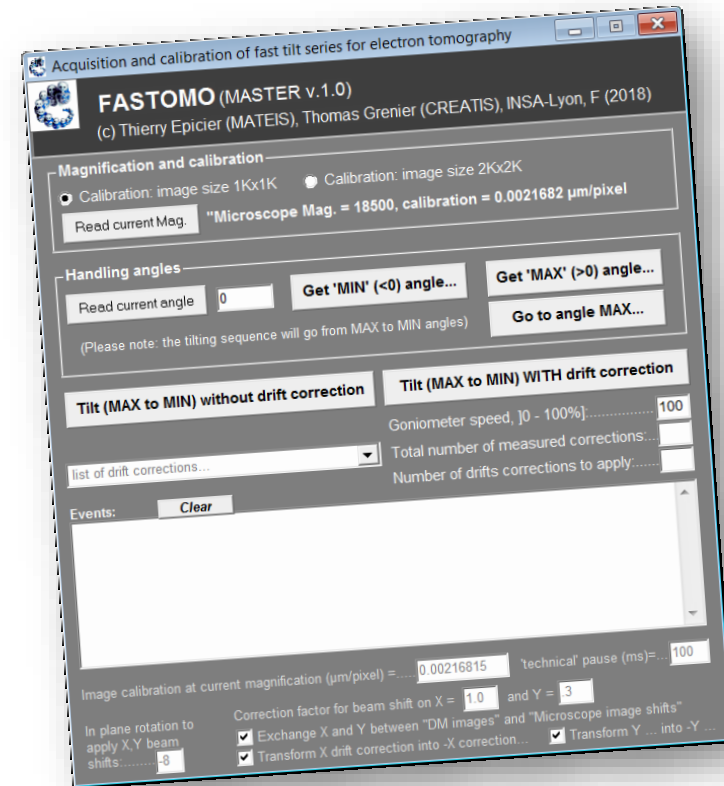 Acquisition and calibration of fast tilt series for electron tomography
FASTOMO (MASTER v.1.0)
(c) Thierry Epicier (MATEIS), Thomas Grenier (CREATIS), INSA-Lyon, F (2018)
Magnification and calibration
Calibration: image size 1Kx1K Calibration: image size 2Kx2K
Read current Mag. "Microscope Mag. = 18500, calibration = 0.0021682 µm/pixel
Handling angles
Read current angle 0 Get 'MIN' (<0) angle... Get 'MAX' (>0) angle...
(Please note: the tilting sequence will go from MAX to MIN angles) Go to angle MAX...
Tilt (MAX to MIN) without drift correction Tilt (MAX to MIN) WITH drift correction
Goniometer speed, ]0 - 100%]:................. 100
list of drift corrections... Total number of measured corrections:...
Number of drifts corrections to apply:.......
Events: Clear
Image calibration at current magnification (µm/pixel) =..... 0.00216815 'technical' pause (ms)=... 100
Correction factor for beam shift on X = 1.0 and Y = .3
In plane rotation to
apply X,Y beam
shifts:......... -8
Exchange X and Y between "DM images" and "Microscope image shifts"
Transform X drift correction into -X correction... Transform Y ... into -Y ...